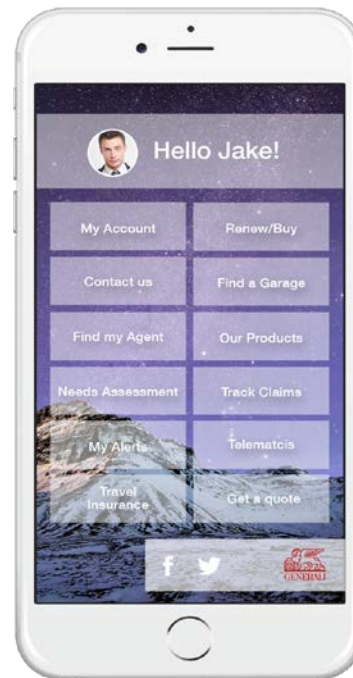 Hello Jake!
My Account
Renew/Buy
Contact us
Find a Garage
Find my Agent
Our Products
Needs Assessment
Track Claims
My Alerts
Telematcis
Travel
Insurance
Get a quote
f
GENERALI